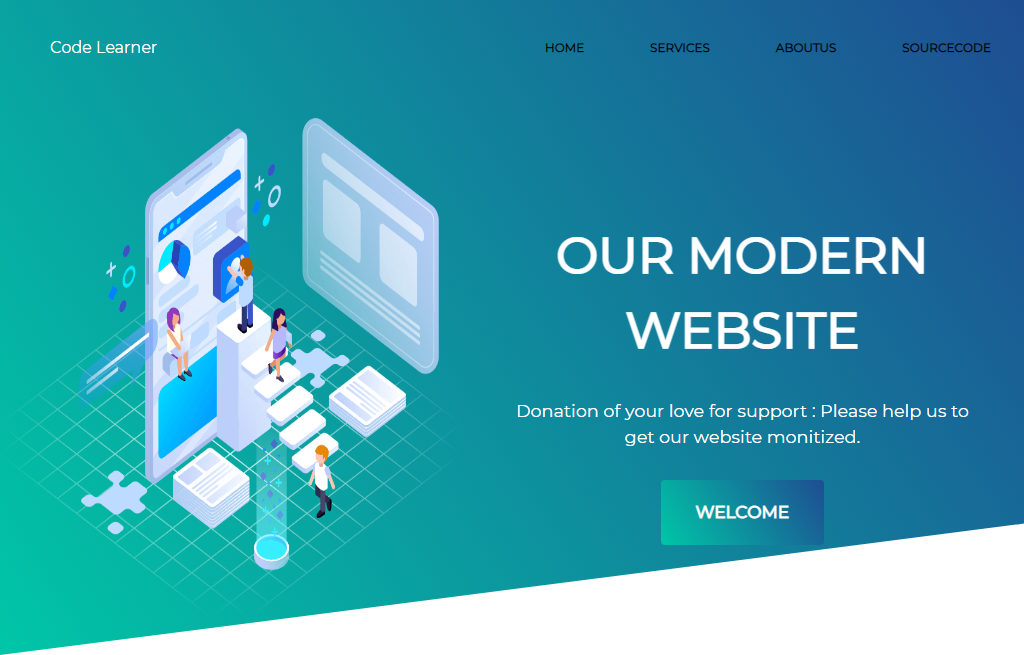 Code Learner
HOME SERVICES ABOUTUS SOURCECODE
OUR MODERN
WEBSITE
Donation of your love for support : Please help us to
get our website monitized.
WELCOME